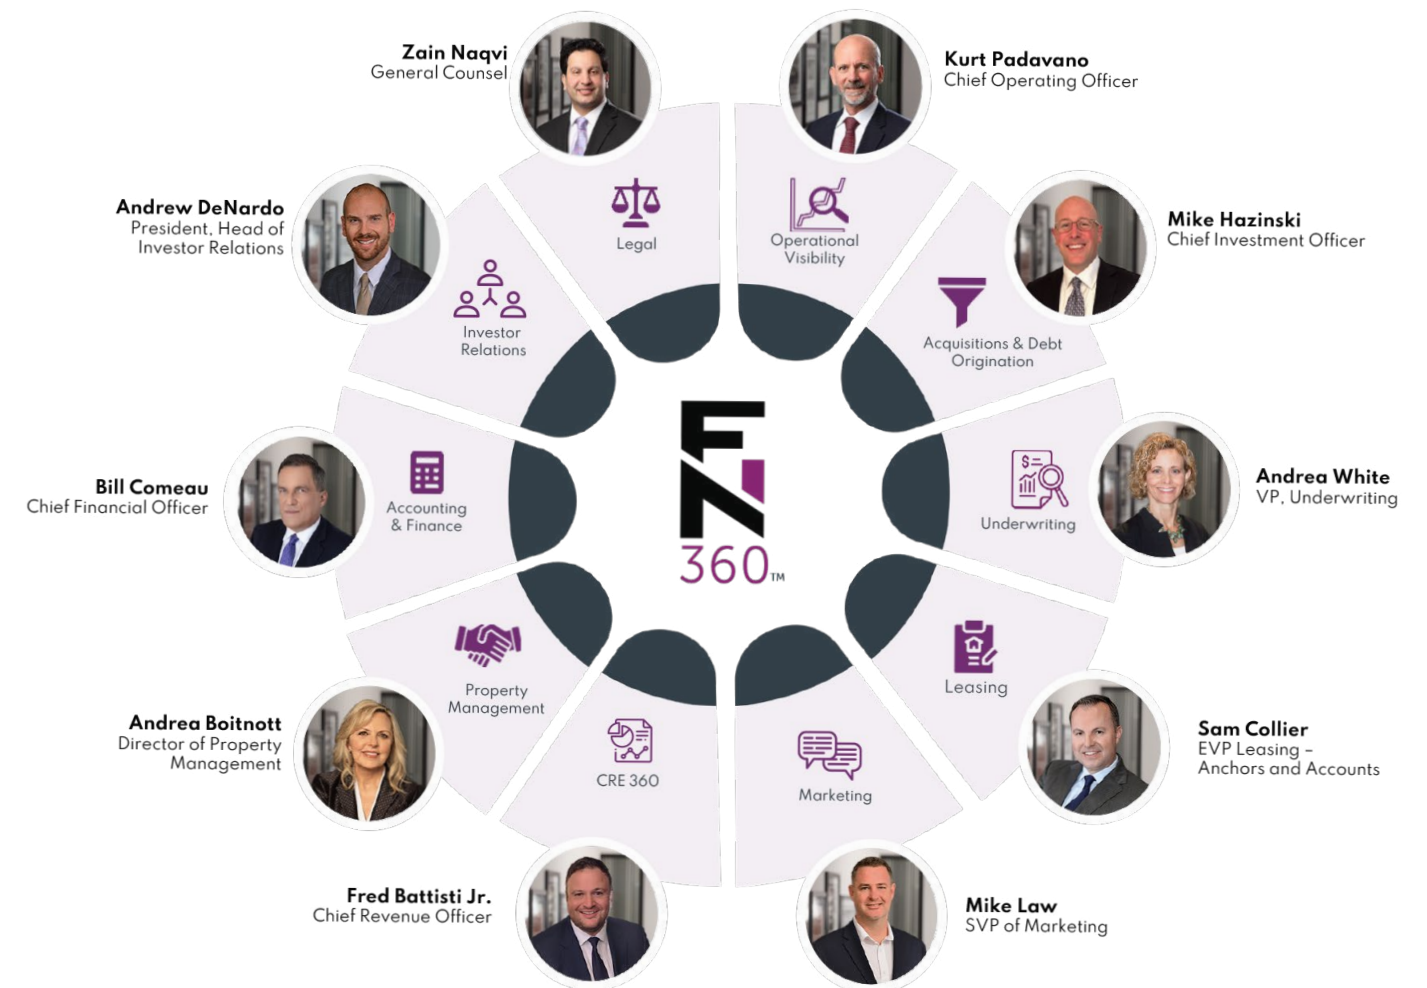 Zain Naqvi
General Counsel
Kurt Padavano
Chief Operating Officer
Andrew DeNardo
President, Head of
Investor Relations
Mike Hazinski
Chief Investment Officer
Legal
Operational
Visibility
Investor
Relations
Acquisitions & Debt
Origination
Bill Comeau
Chief Financial Officer
Accounting
& Finance
FN
360™
Underwriting
Andrea White
VP, Underwriting
Property
Management
Leasing
Andrea Boitnott
Director of Property
Management
CRE 360
Marketing
Sam Collier
EVP Leasing –
Anchors and Accounts
Fred Battisti Jr.
Chief Revenue Officer
Mike Law
SVP of Marketing